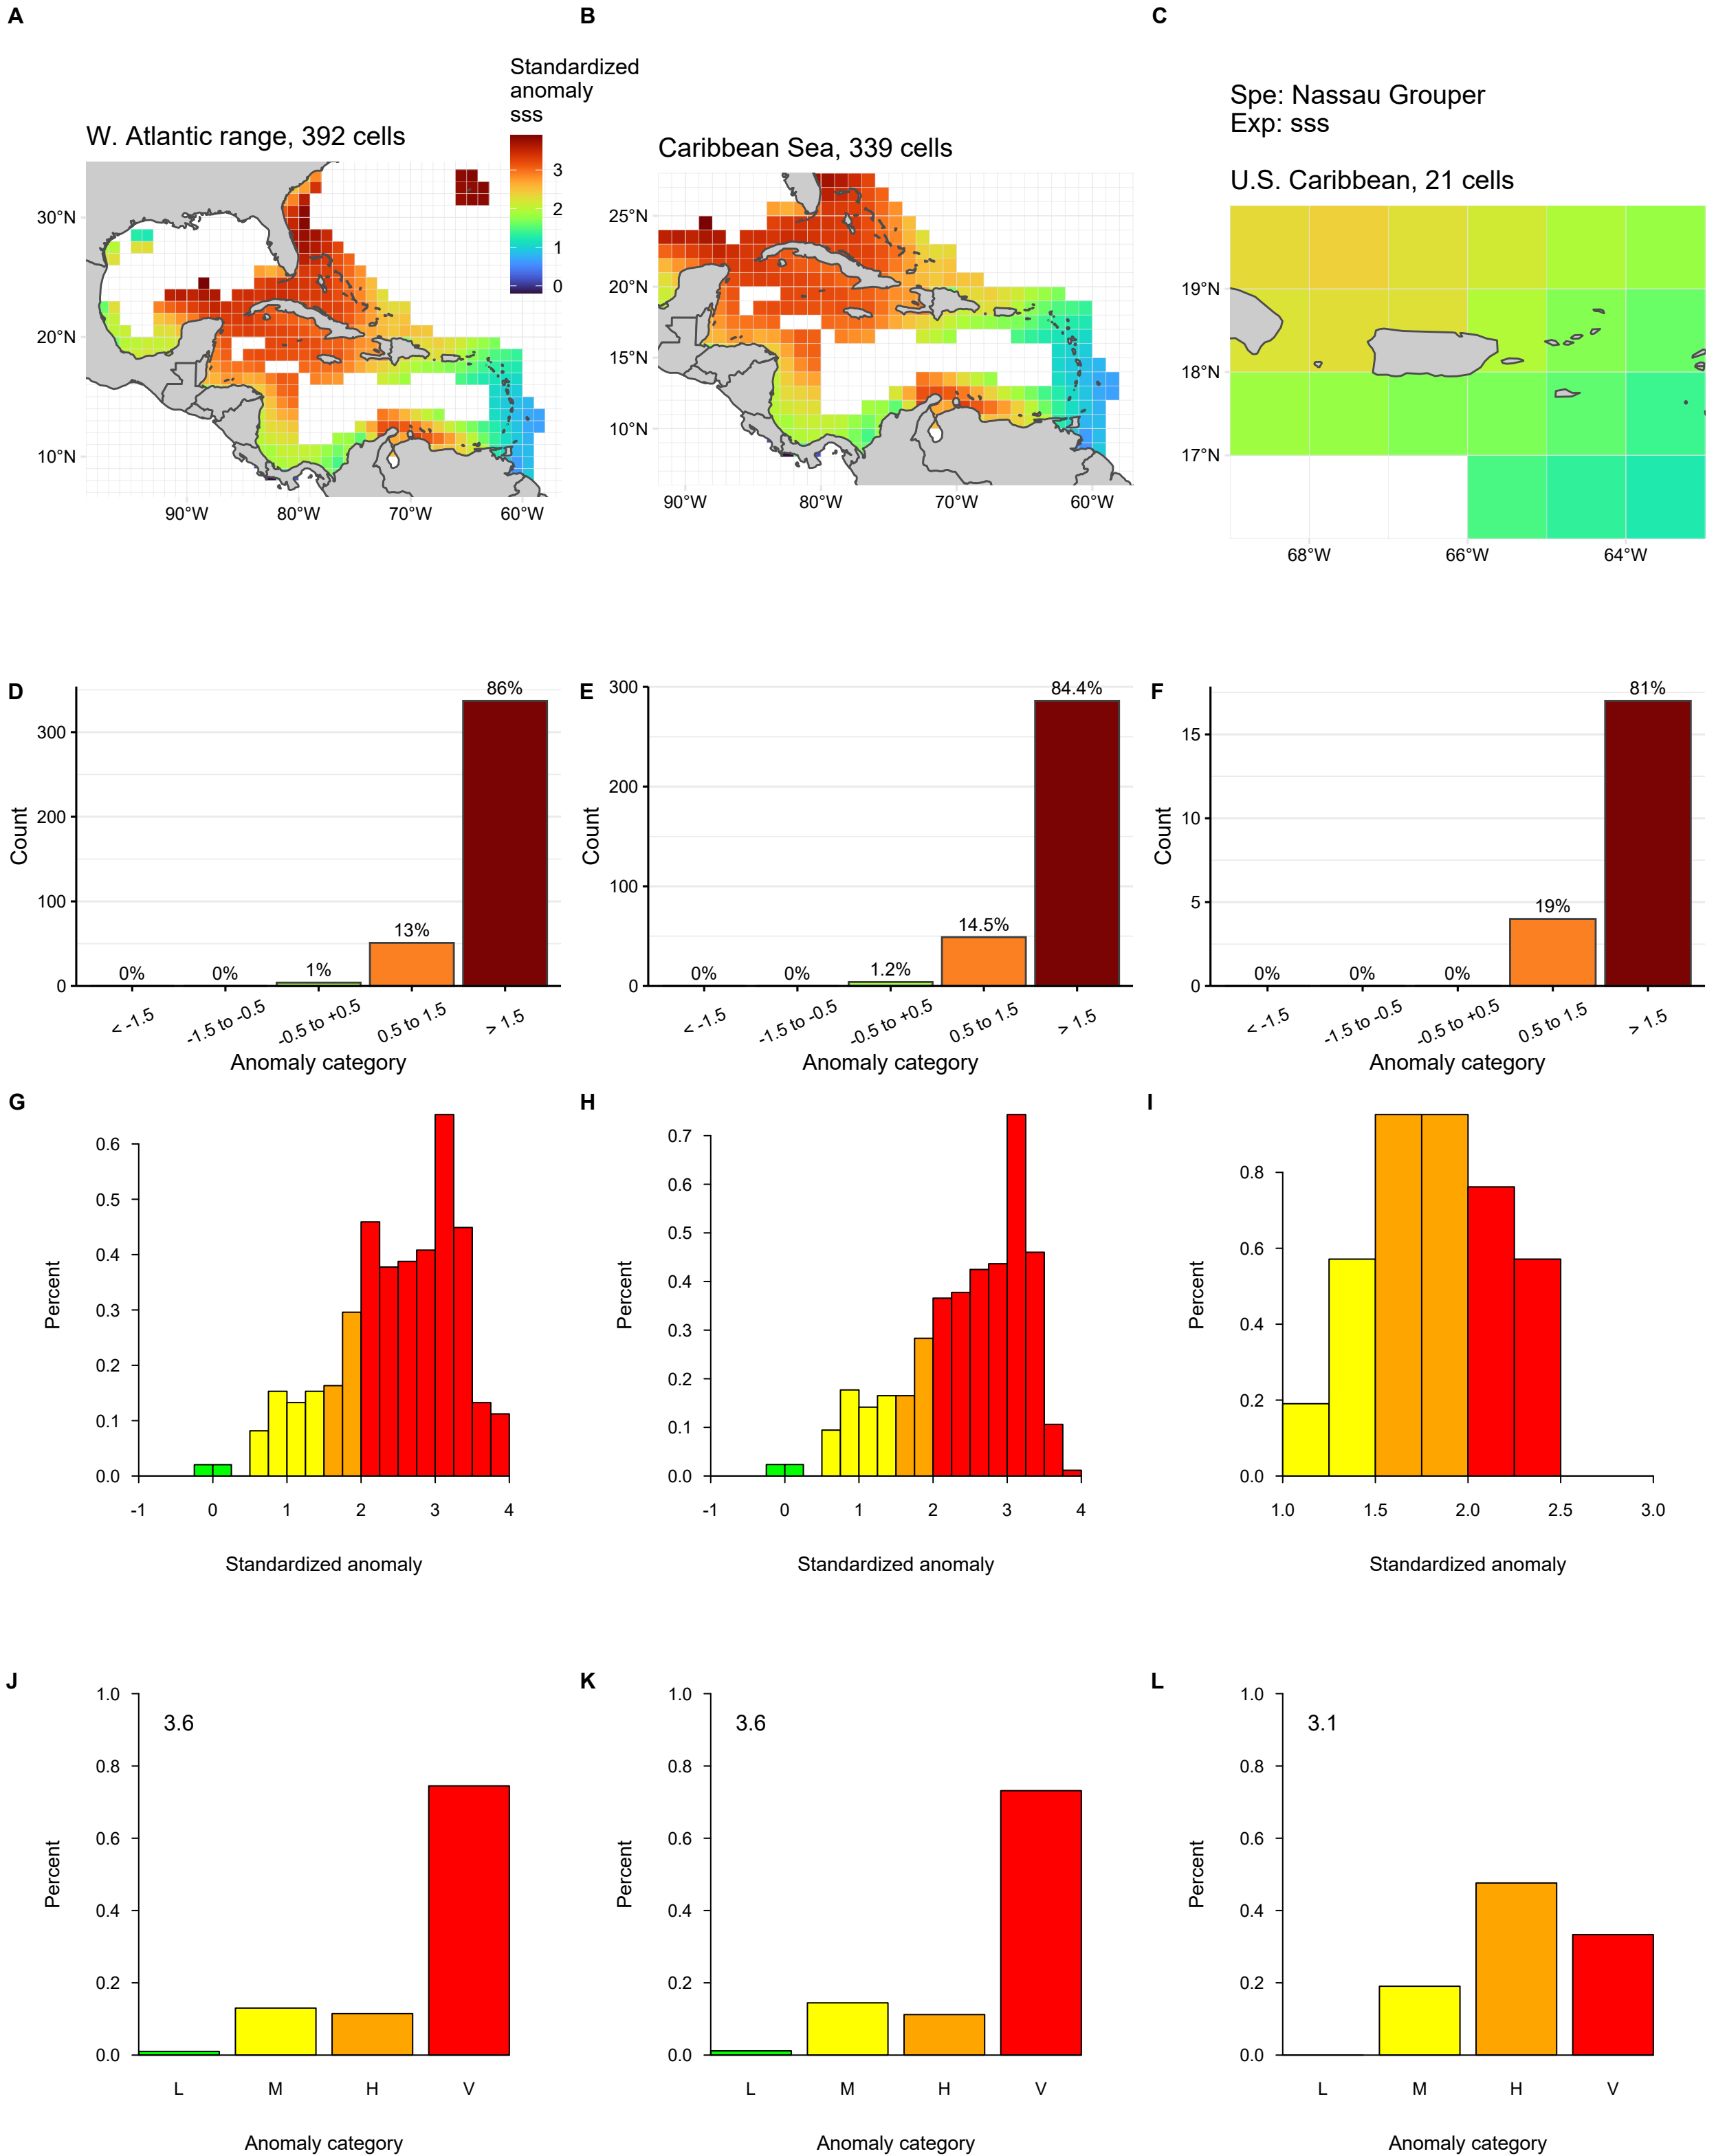 A
B
C
Standardized
anomaly
sss
3
2
1
0
W. Atlantic range, 392 cells
30°N
20°N
10°N
90°W
80°W
70°W
60°W
Caribbean Sea, 339 cells
25°N
20°N
15°N
10°N
90°W
80°W
70°W
60°W
Spe: Nassau Grouper
Exp: sss
U.S. Caribbean, 21 cells
19°N
18°N
17°N
68°W
66°W
64°W
D
Count
300
200
100
0
0%
0%
1%
13%
86%
< -1.5
-1.5 to -0.5
-0.5 to +0.5
0.5 to 1.5
> 1.5
Anomaly category
E
Count
300
200
100
0
0%
0%
1.2%
14.5%
84.4%
< -1.5
-1.5 to -0.5
-0.5 to +0.5
0.5 to 1.5
> 1.5
Anomaly category
F
Count
15
10
5
0
0%
0%
0%
19%
81%
< -1.5
-1.5 to -0.5
-0.5 to +0.5
0.5 to 1.5
> 1.5
Anomaly category
G
Percent
0.6
0.5
0.4
0.3
0.2
0.1
0.0
-1
0
1
2
3
4
Standardized anomaly
H
Percent
0.7
0.6
0.5
0.4
0.3
0.2
0.1
0.0
-1
0
1
2
3
4
Standardized anomaly
I
Percent
0.8
0.6
0.4
0.2
0.0
1.0
1.5
2.0
2.5
3.0
Standardized anomaly
J
Percent
1.0
0.8
0.6
0.4
0.2
0.0
3.6
L
M
H
V
Anomaly category
K
Percent
1.0
0.8
0.6
0.4
0.2
0.0
3.6
L
M
H
V
Anomaly category
L
Percent
1.0
0.8
0.6
0.4
0.2
0.0
3.1
L
M
H
V
Anomaly category